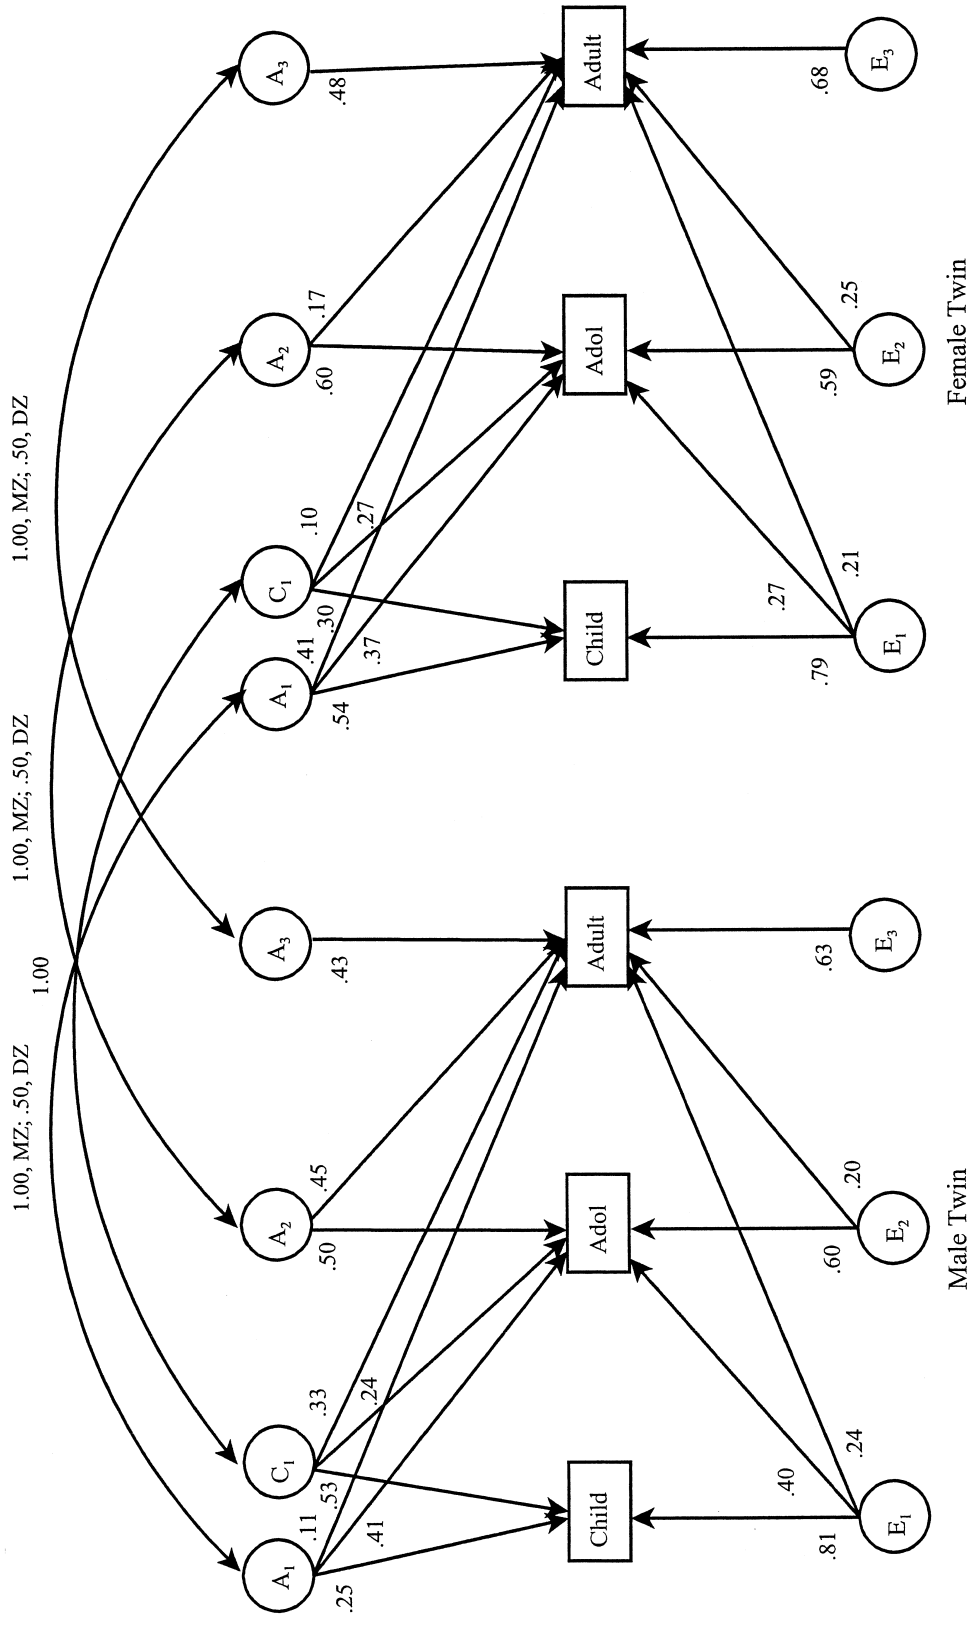 1.00, MZ; .50, DZ
1.00
1.00, MZ; .50, DZ
1.00, MZ; .50, DZ
A1
C1
A2
A3
A1
C1
A2
A3
.25
.11
.41
.53
.33
.24
.50
.45
.43
.54
.41
.37
.30
.10
.27
.60
.17
.48
Child
Adol
Adult
Child
Adol
Adult
.81
.40
.24
.60
.20
.63
.79
.27
.21
.59
.25
.68
E1
E2
E3
E1
E2
E3
Male Twin
Female Twin